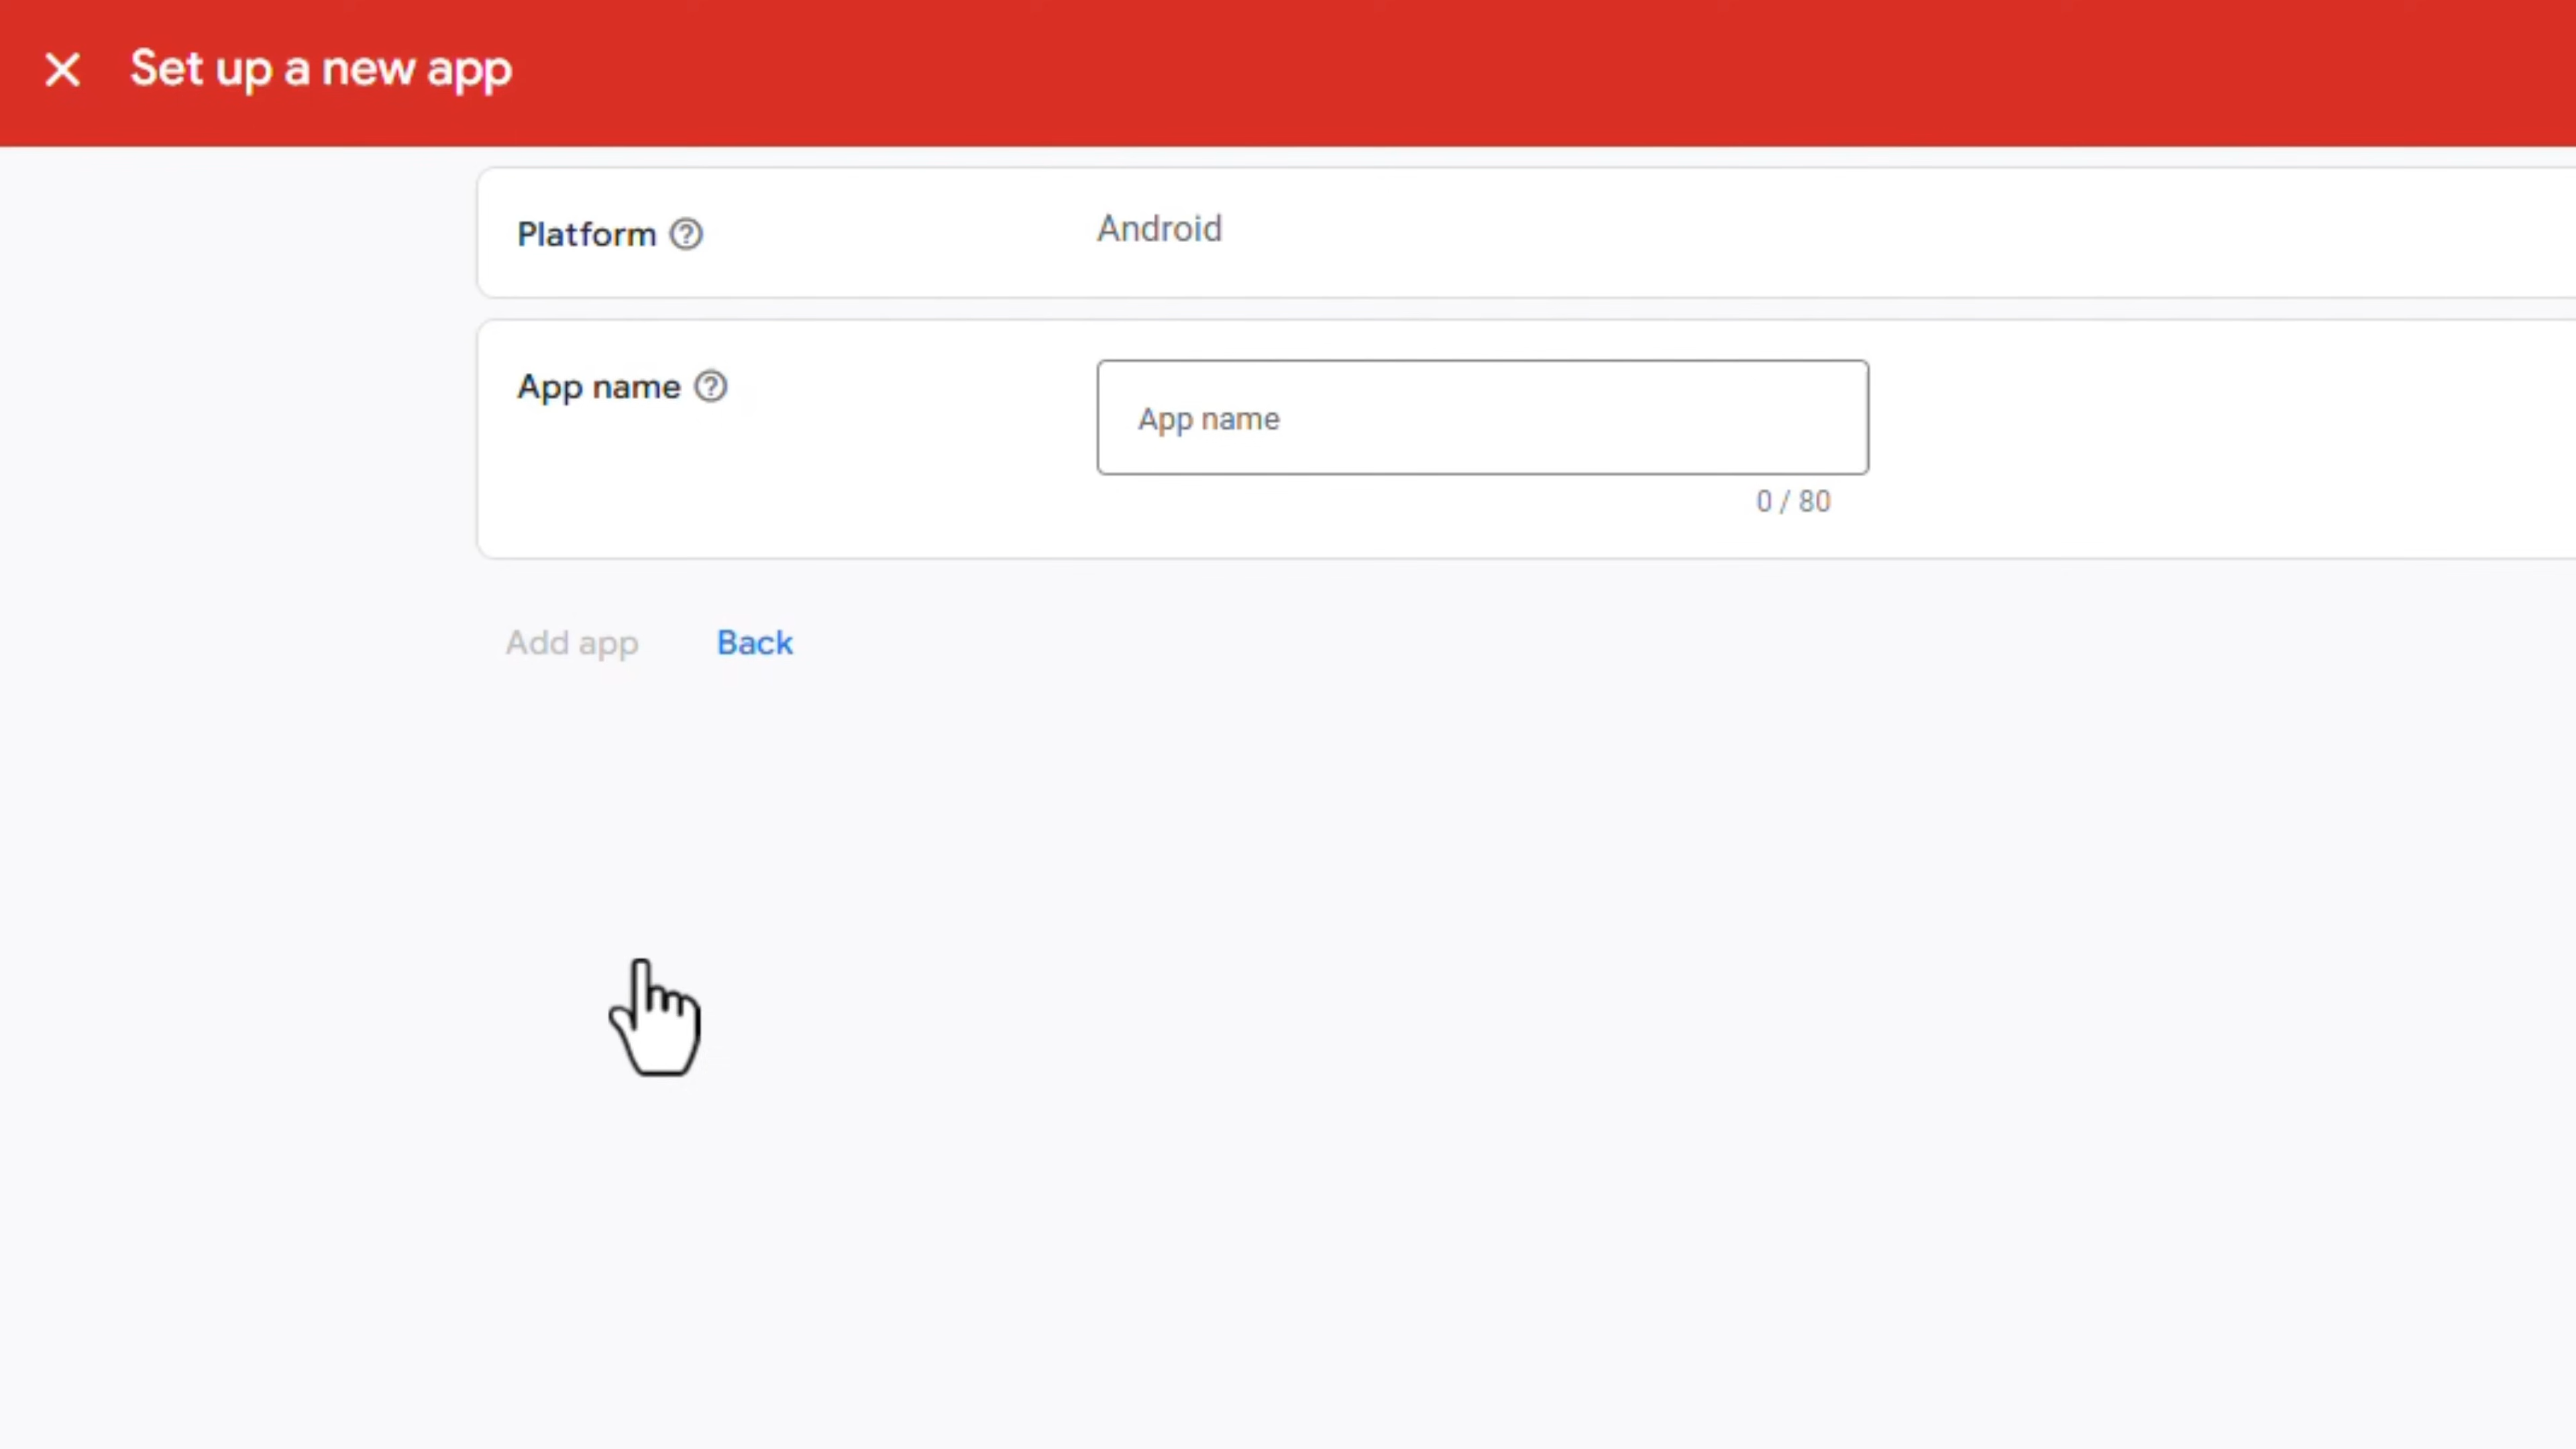 Set up a new app
Platform
Android
App name
App name
0 / 80
Add app
Back